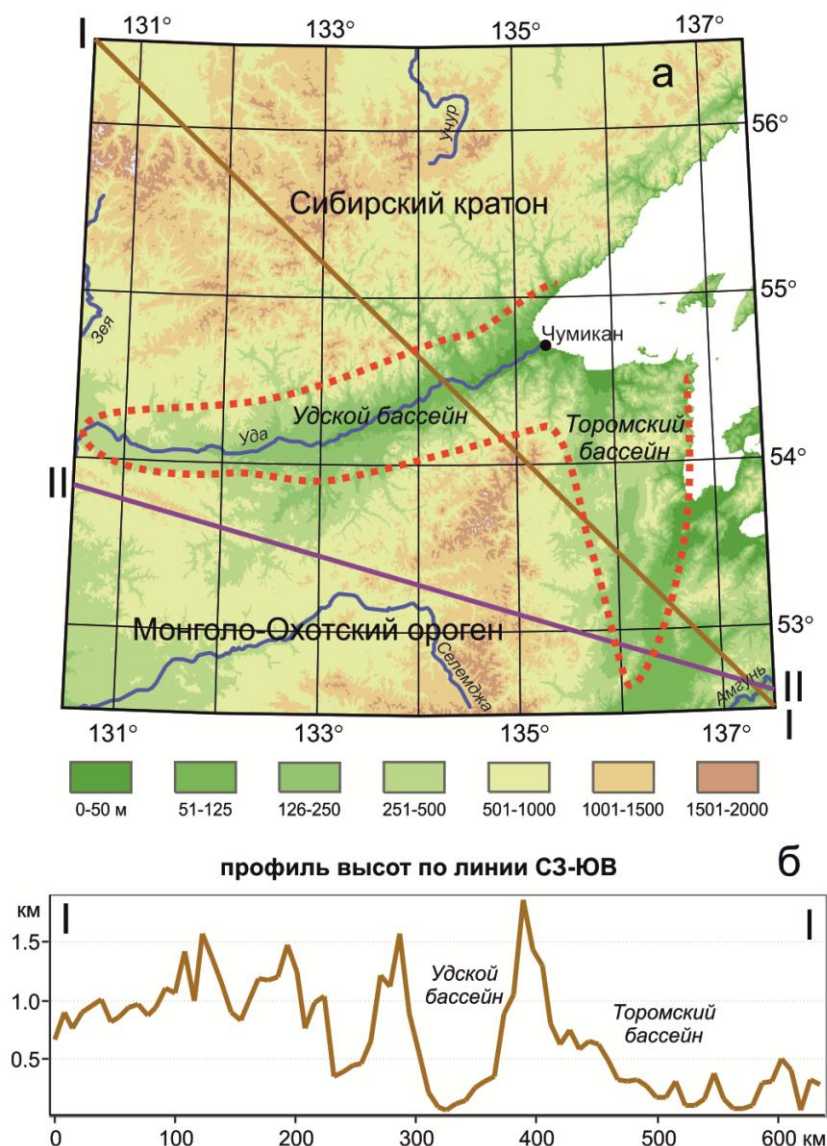 I
131°
133°
135°
137°
а
56°
Учур
Сибирский кратон
55°
Зея
Чумикан
Удской бассейн
Уда
Торомский
бассейн
54°
II
Монголо-Охотский ороген
53°
Селемджа
Амгунь
II
I
131°
133°
135°
137°
0-50 м
51-125
126-250
251-500
501-1000
1001-1500
1501-2000
б
профиль высот по линии СЗ-ЮВ
км
I
I
1.5
Удской
бассейн
1.0
Торомский
бассейн
0.5
0
100
200
300
400
500
600 км